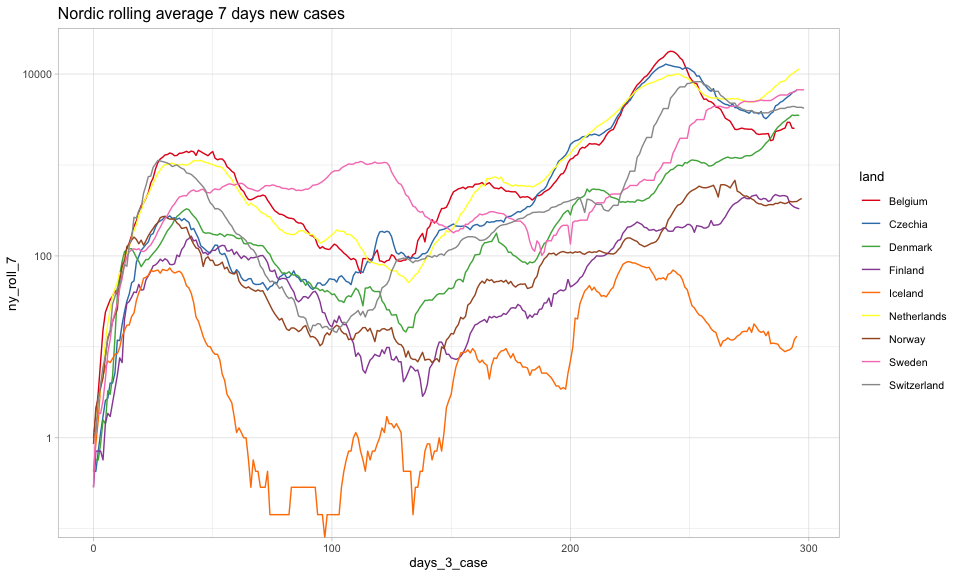 Nordic rolling average 7 days new cases
ny_roll_7
10000
100
1
0
100
200
300
days_3_case
land
Belgium
Czechia
Denmark
Finland
Iceland
Netherlands
Norway
Sweden
Switzerland